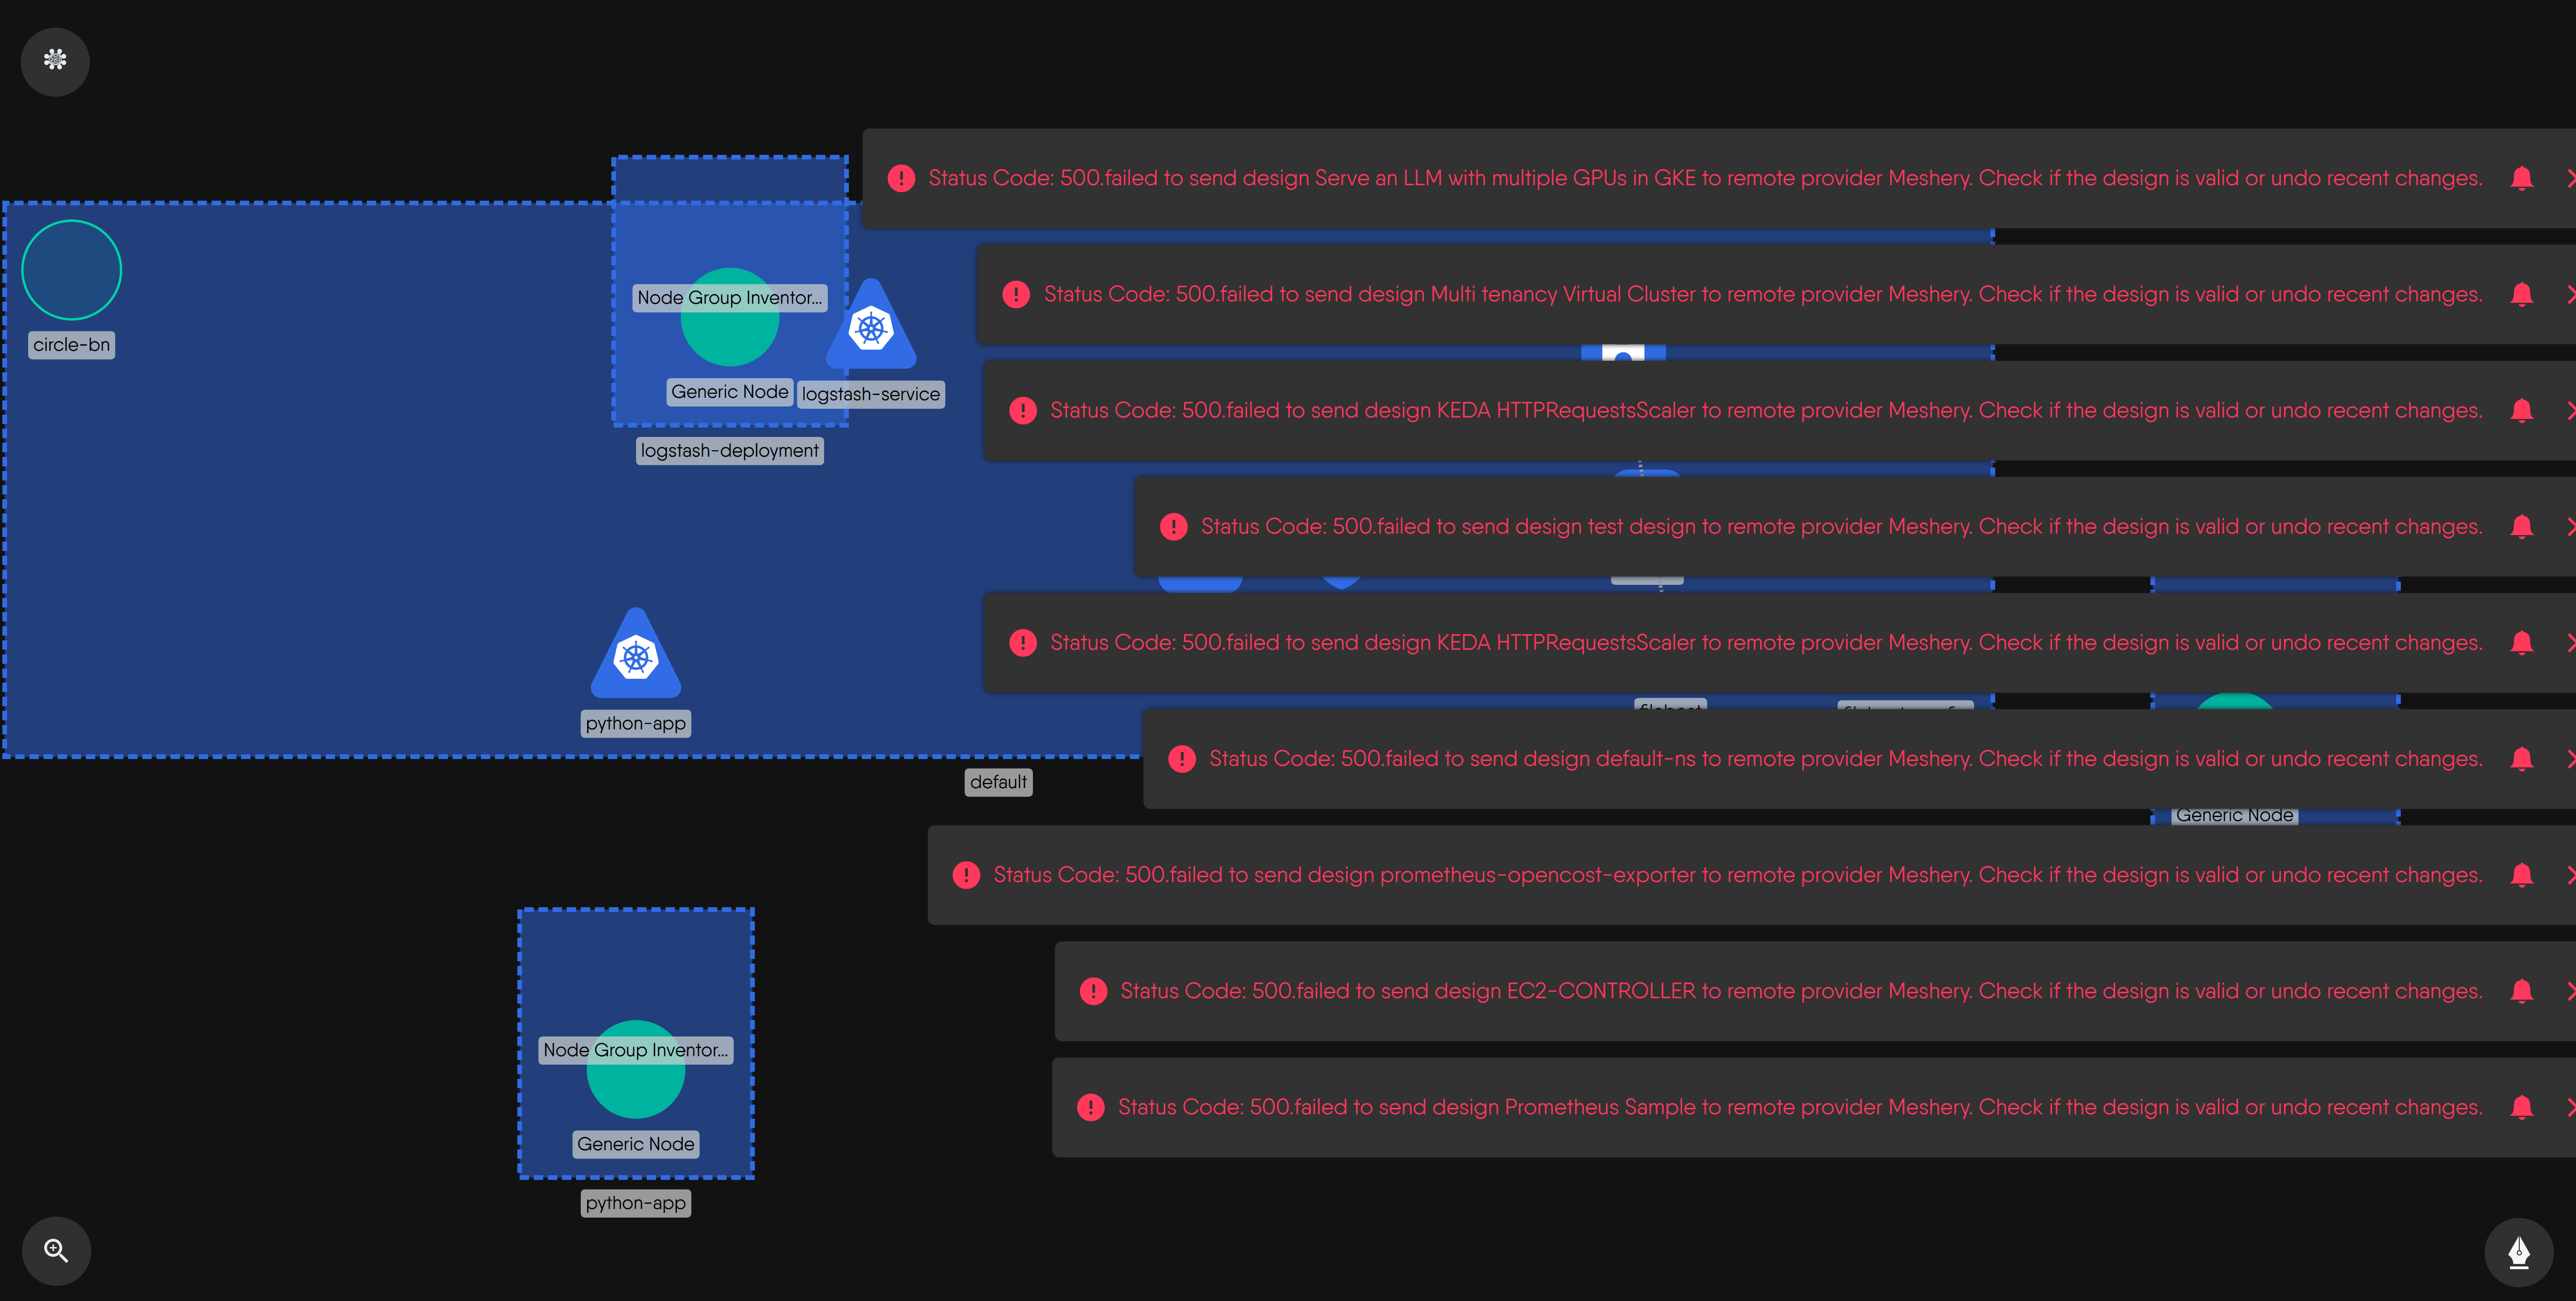 Status Code: 500.failed to send design Serve an LLM with multiple GPUs in GKE to remote provider Meshery. Check if the design is valid or undo recent changes.
Status Code: 500.failed to send design Multi tenancy Virtual Cluster to remote provider Meshery. Check if the design is valid or undo recent changes.
Node Group Inventor...
circle-bn
Generic Node
logstash-service
Status Code: 500.failed to send design KEDA HTTPRequestsScaler to remote provider Meshery. Check if the design is valid or undo recent changes.
logstash-deployment
Status Code: 500.failed to send design test design to remote provider Meshery. Check if the design is valid or undo recent changes.
Status Code: 500.failed to send design KEDA HTTPRequestsScaler to remote provider Meshery. Check if the design is valid or undo recent changes.
python-app
Status Code: 500.failed to send design default-ns to remote provider Meshery. Check if the design is valid or undo recent changes.
default
Generic Node
Status Code: 500.failed to send design prometheus-opencost-exporter to remote provider Meshery. Check if the design is valid or undo recent changes.
Status Code: 500.failed to send design EC2-CONTROLLER to remote provider Meshery. Check if the design is valid or undo recent changes.
Node Group Inventor...
Status Code: 500.failed to send design Prometheus Sample to remote provider Meshery. Check if the design is valid or undo recent changes.
Generic Node
python-app